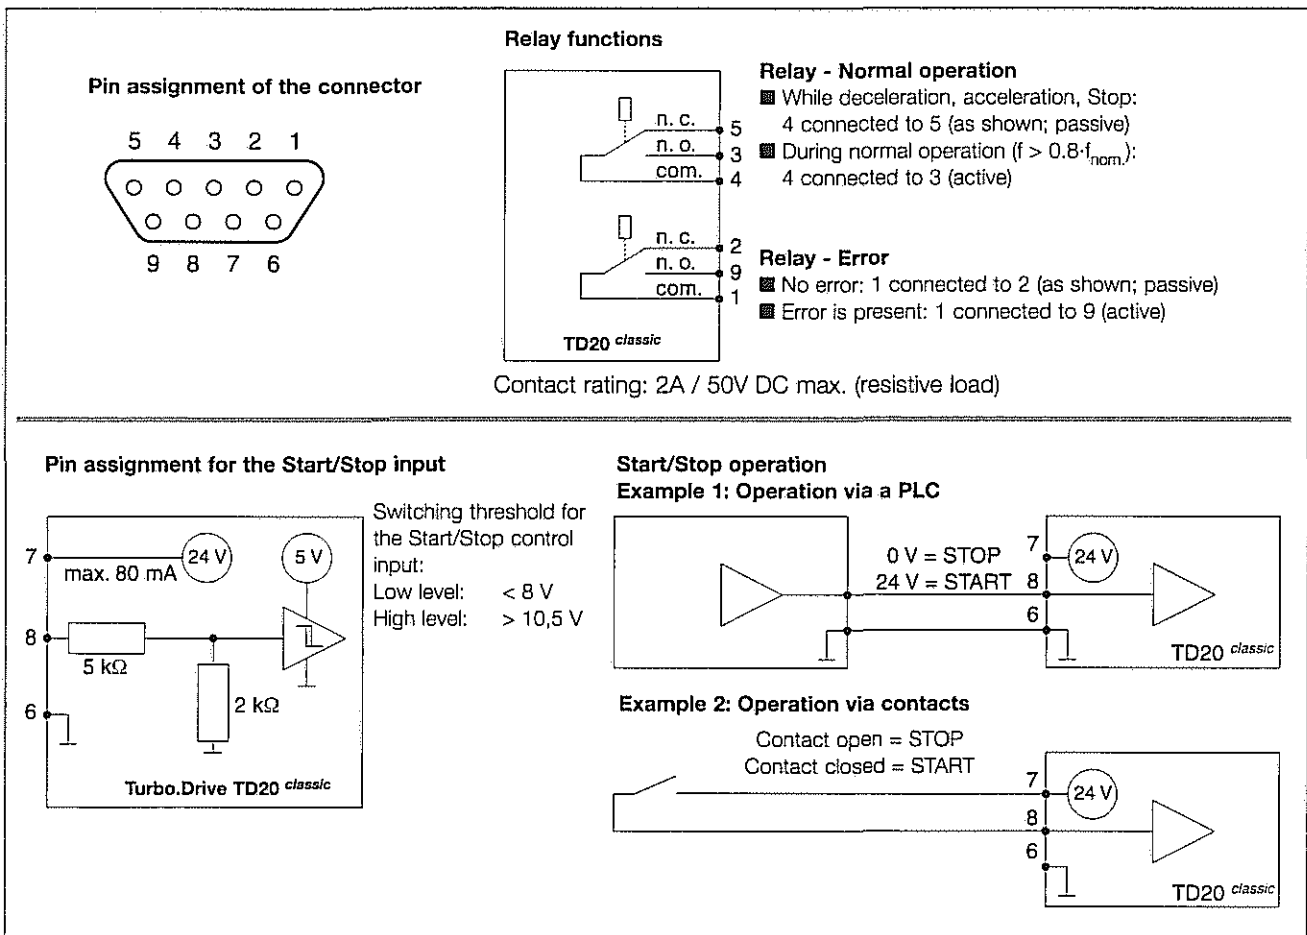 Pin assignment of the connector
5 4 3 2 1
9 8 7 6
Relay functions
n. c. 5
n. o. 3
com. 4
n. c. 2
n. o. 9
com. 1
TD20 classic
Relay - Normal operation
■ While deceleration, acceleration, Stop:
4 connected to 5 (as shown; passive)
■ During normal operation (f > 0.8·fnom.):
4 connected to 3 (active)
Relay - Error
■ No error: 1 connected to 2 (as shown; passive)
■ Error is present: 1 connected to 9 (active)
Contact rating: 2A / 50V DC max. (resistive load)
Pin assignment for the Start/Stop input
7 24 V 5 V
max. 80 mA
8
5 kΩ
2 kΩ
6
Turbo.Drive TD20 classic
Switching threshold for
the Start/Stop control
input:
Low level: < 8 V
High level: > 10,5 V
Start/Stop operation
Example 1: Operation via a PLC
0 V = STOP 7 24 V
24 V = START 8
6
TD20 classic
Example 2: Operation via contacts
Contact open = STOP
Contact closed = START
7 24 V
8
6
TD20 classic